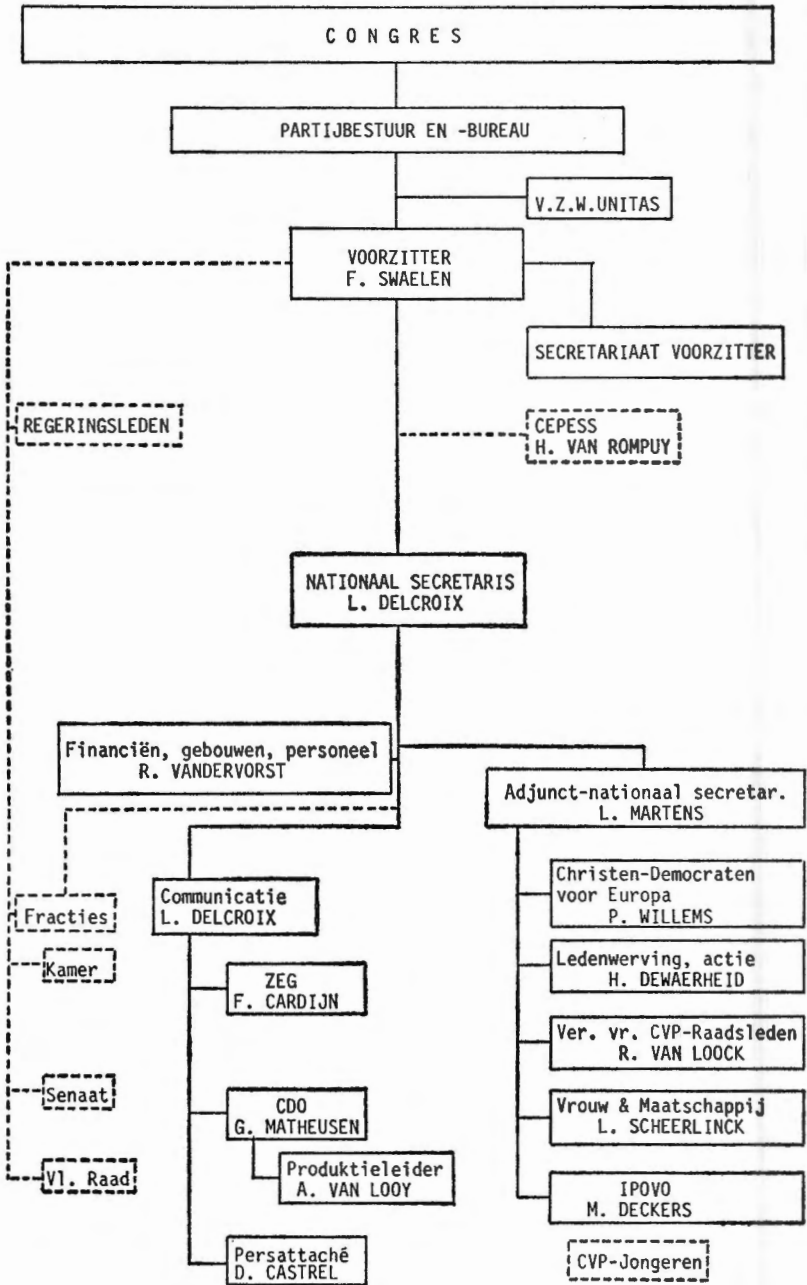 CONGRES
PARTIJBESTUUR EN -BUREAU
V.Z.W.UNITAS
VOORZITTER
F. SWAELEN
SECRETARIAAT VOORZITTER
REGERINGSLEDEN
CEPESS
H. VAN ROMPUY
NATIONAAL SECRETARIS
L. DELCROIX
Financiën, gebouwen, personeel
R. VANDERVORST
Adjunct-nationaal secretar.
L. MARTENS
Fracties
Kamer
Senaat
Vl. Raad
Communicatie
L. DELCROIX
ZEG
F. CARDIJN
CDO
G. MATHEUSEN
Produktieleider
A. VAN LOOY
Persattaché
D. CASTREL
Christen-Democraten
voor Europa
P. WILLEMS
Ledenwerving, actie
H. DEWAERHEID
Ver. vr. CVP-Raadsleden
R. VAN LOOCK
Vrouw & Maatschappij
L. SCHEERLINCK
IPOVO
M. DECKERS
CVP-Jongeren